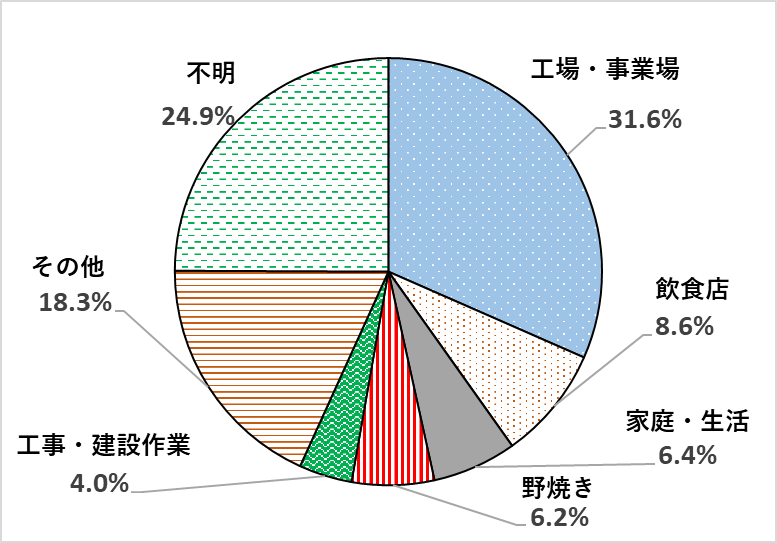 工場・事業場
31.6%
飲食店
8.6%
家庭・生活
6.4%
野焼き
6.2%
工事・建設作業
4.0%
その他
18.3%
不明
24.9%